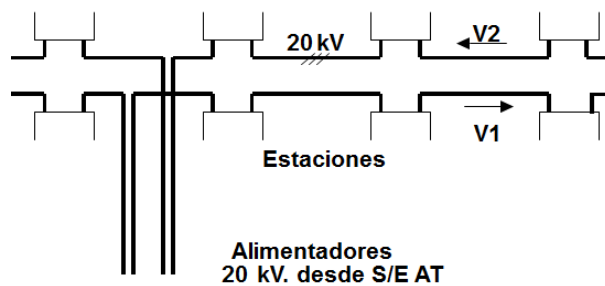 V2
20 kV
V1
Estaciones
Alimentadores
20 kV. desde S/E AT